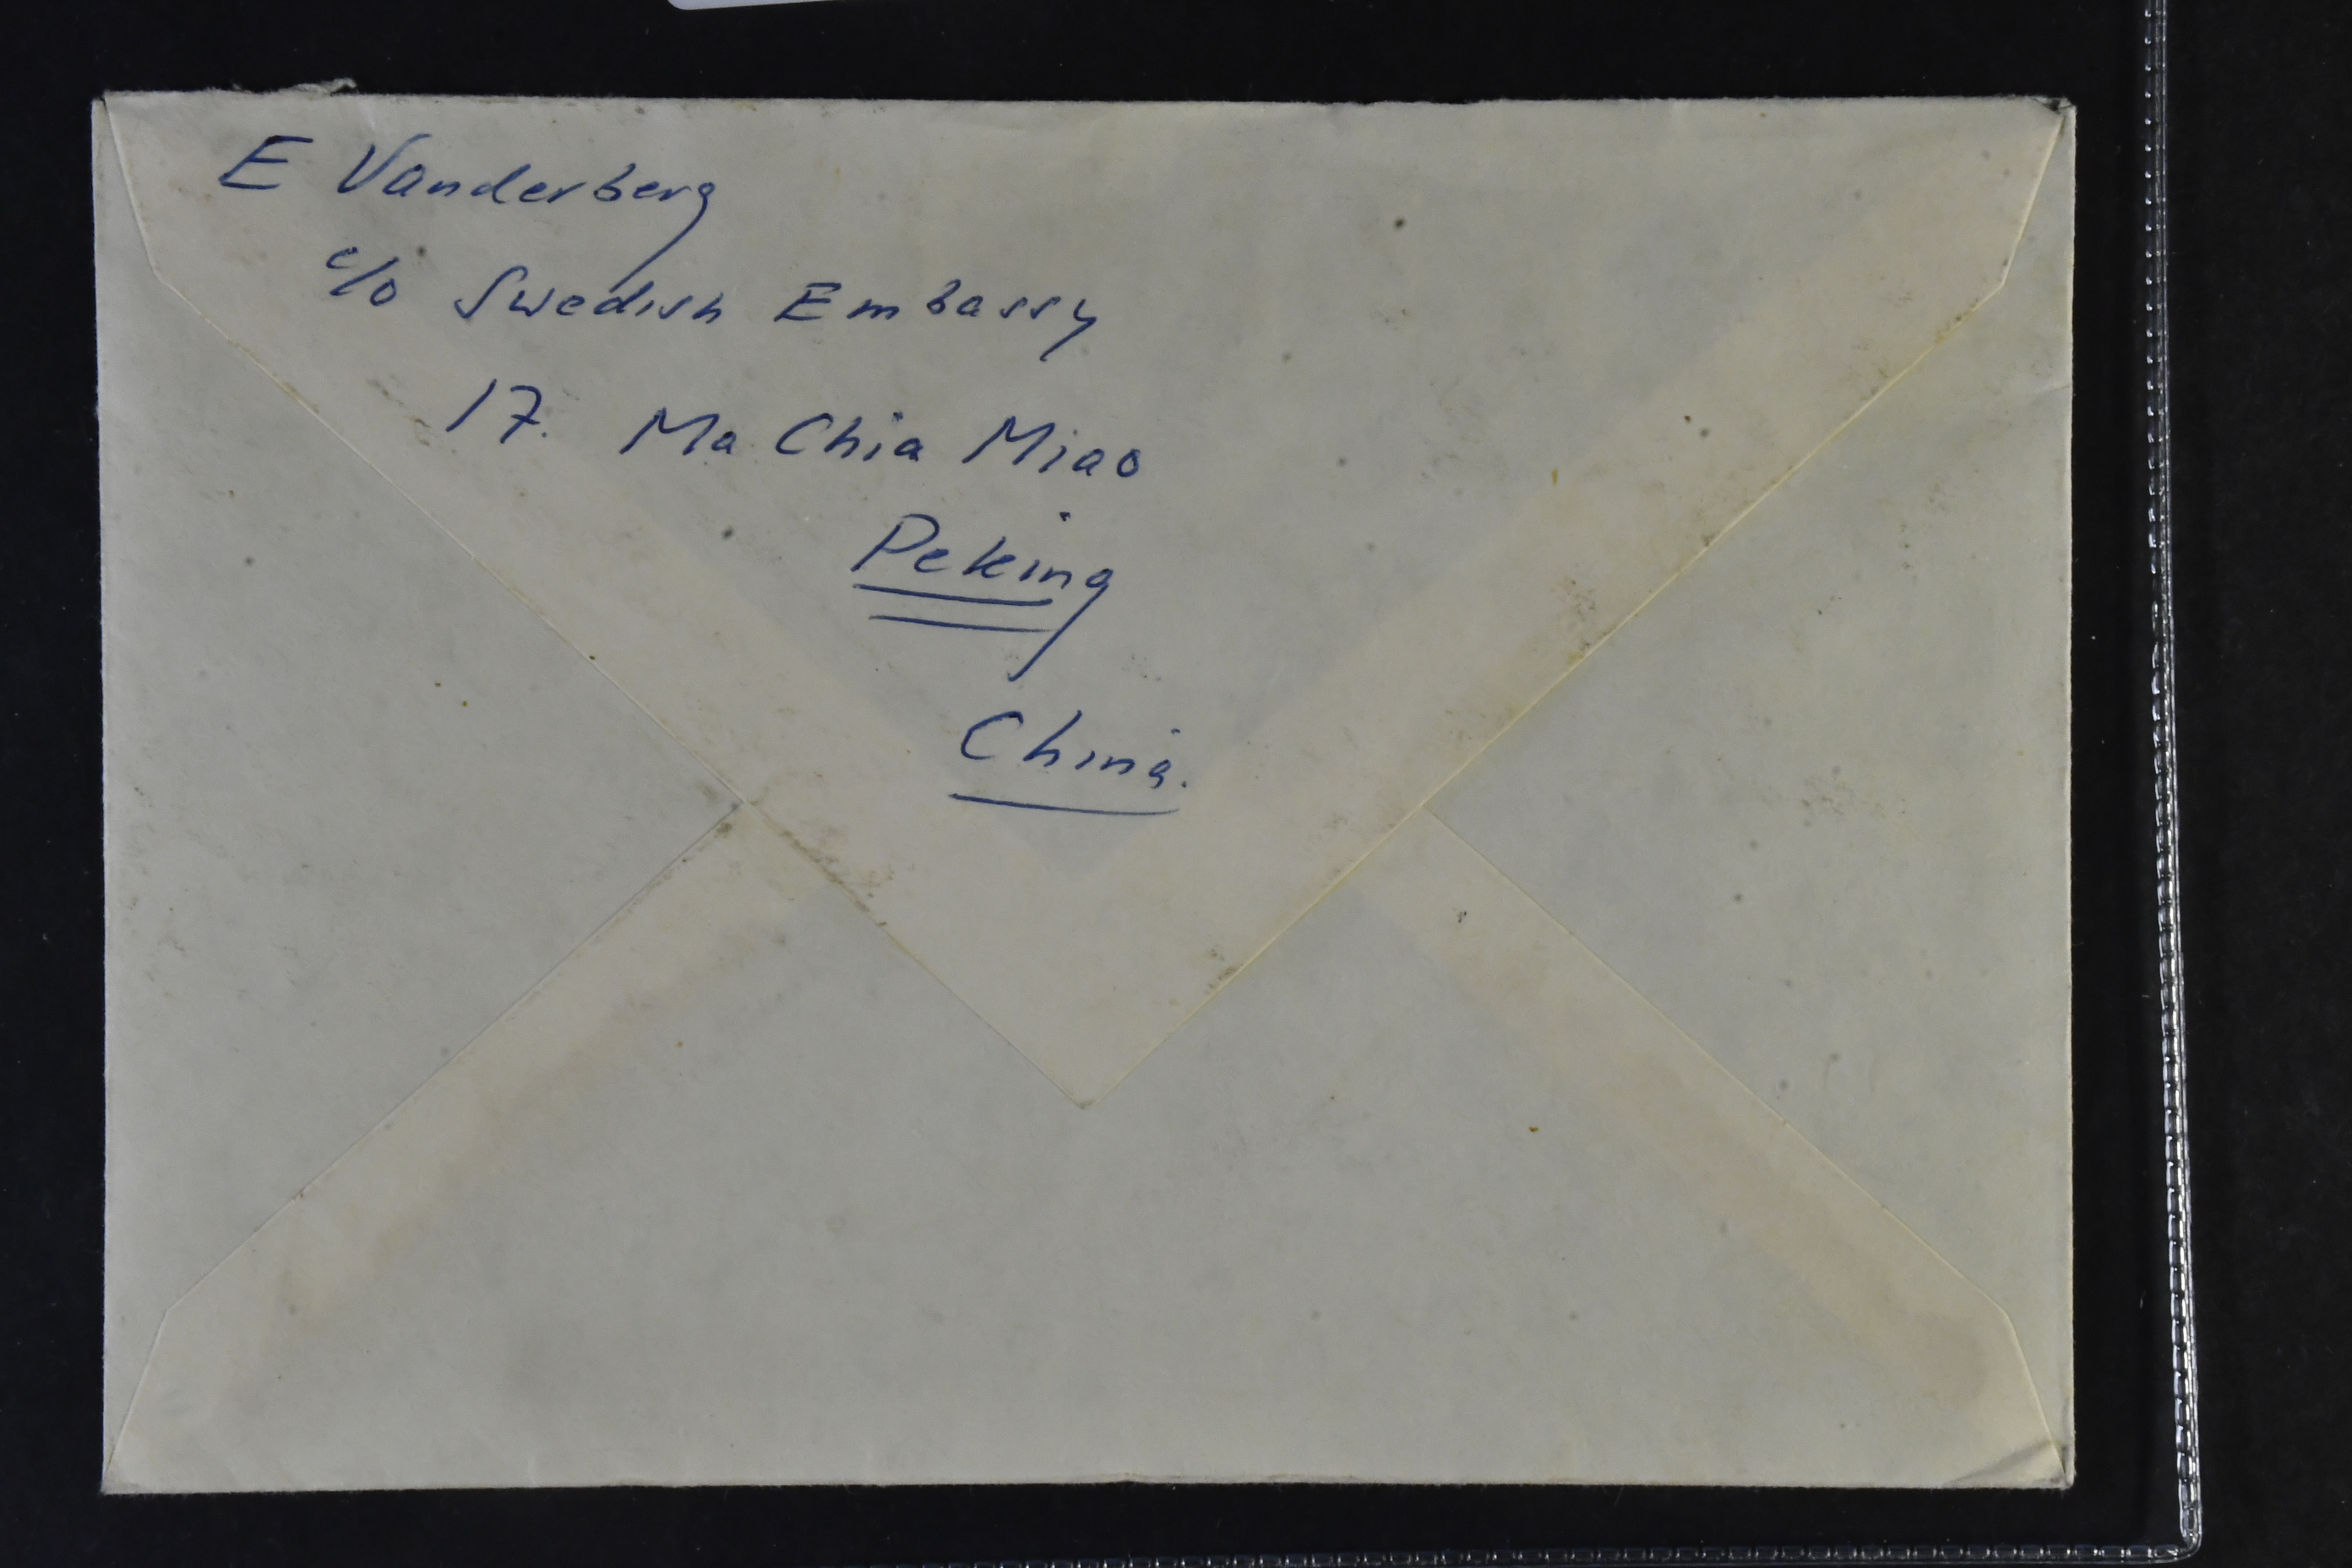 E Vanderberg
c/o Swedish Embassy
17. Ma Chia Miao
Peking
China.